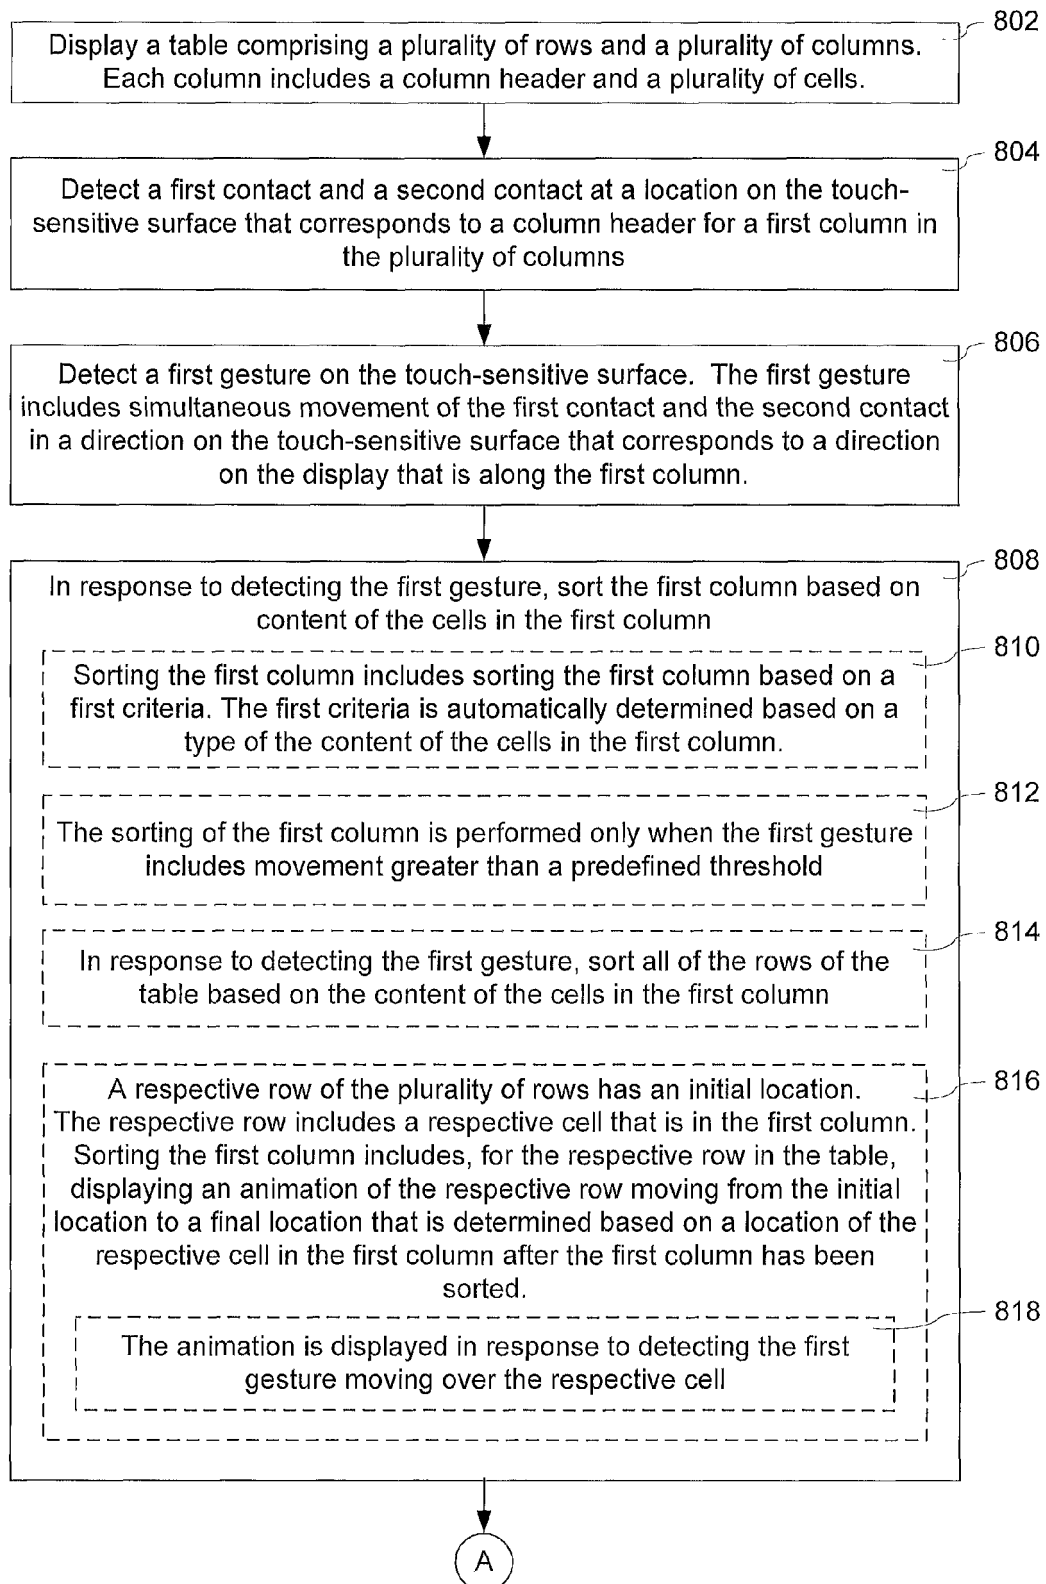 802
Display a table comprising a plurality of rows and a plurality of columns.
Each column includes a column header and a plurality of cells.
804
Detect a first contact and a second contact at a location on the touch-
sensitive surface that corresponds to a column header for a first column in
the plurality of columns
806
Detect a first gesture on the touch-sensitive surface. The first gesture
includes simultaneous movement of the first contact and the second contact
in a direction on the touch-sensitive surface that corresponds to a direction
on the display that is along the first column.
808
In response to detecting the first gesture, sort the first column based on
content of the cells in the first column
810
Sorting the first column includes sorting the first column based on a
first criteria. The first criteria is automatically determined based on a
type of the content of the cells in the first column.
812
The sorting of the first column is performed only when the first gesture
includes movement greater than a predefined threshold
814
In response to detecting the first gesture, sort all of the rows of the
table based on the content of the cells in the first column
816
A respective row of the plurality of rows has an initial location.
The respective row includes a respective cell that is in the first column.
Sorting the first column includes, for the respective row in the table,
displaying an animation of the respective row moving from the initial
location to a final location that is determined based on a location of the
respective cell in the first column after the first column has been
sorted.
818
The animation is displayed in response to detecting the first
gesture moving over the respective cell
A